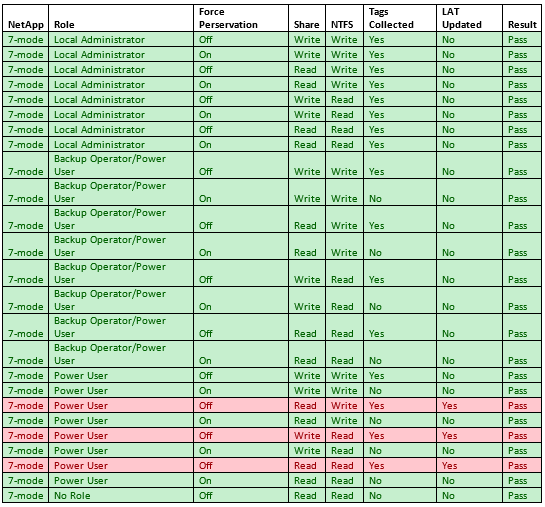 NetApp Role Force Perservation Share NTFS Tags Collected LAT Updated Result
7-mode Local Administrator Off Write Write Yes No Pass
7-mode Local Administrator On Write Write Yes No Pass
7-mode Local Administrator Off Read Write Yes No Pass
7-mode Local Administrator On Read Write Yes No Pass
7-mode Local Administrator Off Write Read Yes No Pass
7-mode Local Administrator On Write Read Yes No Pass
7-mode Local Administrator Off Read Read Yes No Pass
7-mode Local Administrator On Read Read Yes No Pass
7-mode Backup Operator/Power User Off Write Write Yes No Pass
7-mode Backup Operator/Power User On Write Write No No Pass
7-mode Backup Operator/Power User Off Read Write Yes No Pass
7-mode Backup Operator/Power User On Read Write No No Pass
7-mode Backup Operator/Power User Off Write Read Yes No Pass
7-mode Backup Operator/Power User On Write Read No No Pass
7-mode Backup Operator/Power User Off Read Read Yes No Pass
7-mode Backup Operator/Power User On Read Read No No Pass
7-mode Power User Off Write Write Yes No Pass
7-mode Power User On Write Write No No Pass
7-mode Power User Off Read Write Yes Yes Pass
7-mode Power User On Read Write No No Pass
7-mode Power User Off Write Read Yes Yes Pass
7-mode Power User On Write Read No No Pass
7-mode Power User Off Read Read Yes Yes Pass
7-mode Power User On Read Read No No Pass
7-mode No Role Off Read Read No No Pass